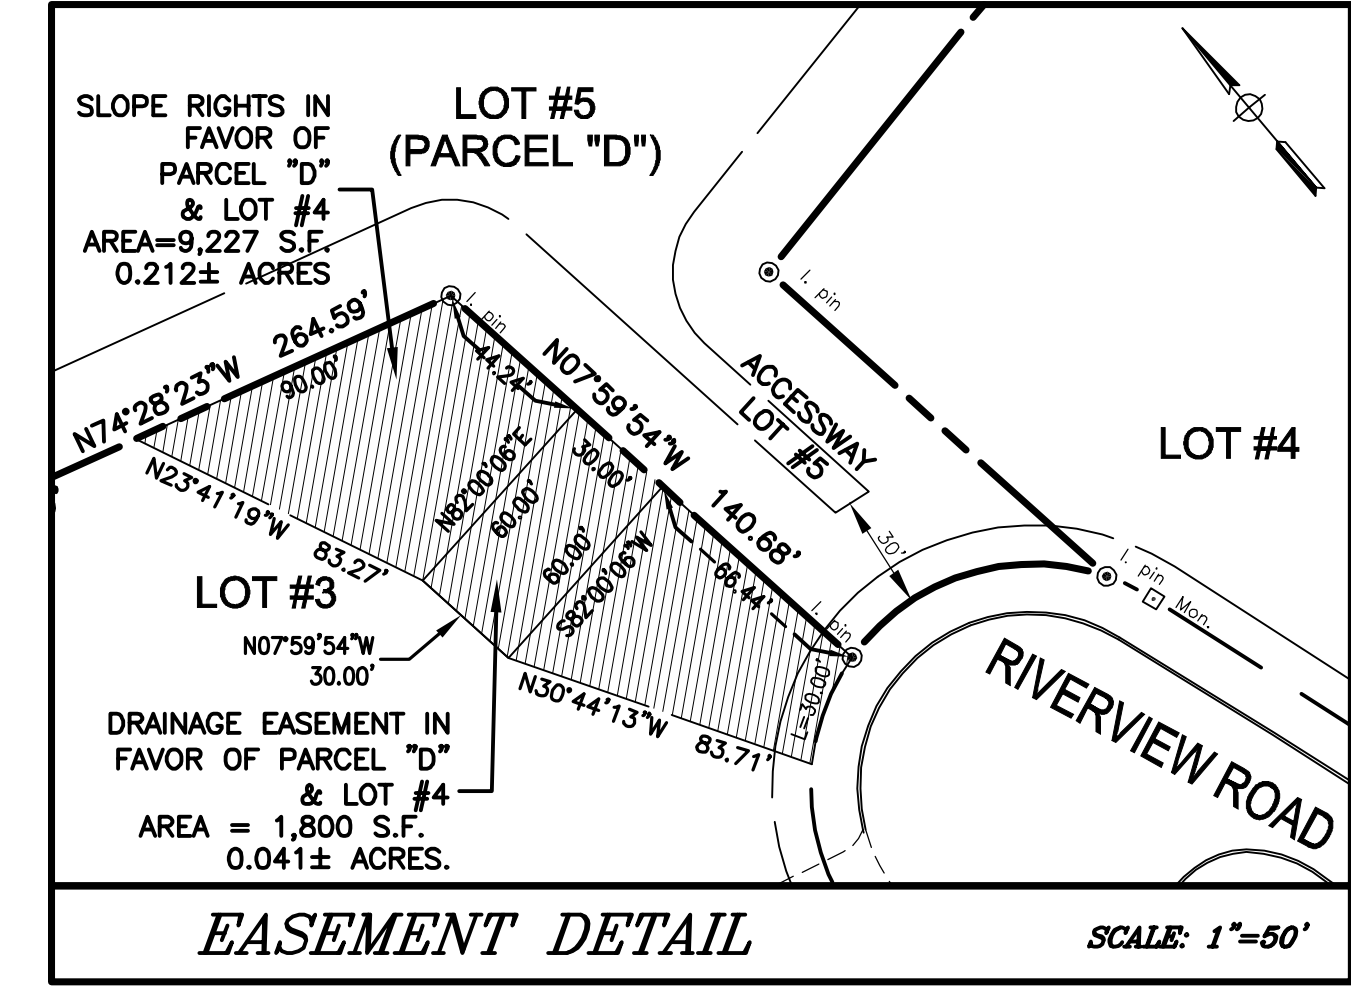 SLOPE RIGHTS IN
FAVOR OF
PARCEL "D"
& LOT #4
AREA=9,227 S.F.
0.212± ACRES
LOT #5
(PARCEL "D")
I. pin
I. pin
264.59'
N74°28'23"W
90.00'
44.24'
N07°59'54"W
140.68'
30.00'
ACCESSWAY
LOT #5
LOT #4
N82°00'06"E
60.00'
60.00'
S82°00'06"W
66.44'
30'
I. pin
I. pin
Mon.
N23°41'19"W
83.27'
LOT #3
N07°59'54"W
30.00'
N30°44'13"W
83.71'
L=30.00'
RIVERVIEW ROAD
DRAINAGE EASEMENT IN
FAVOR OF PARCEL "D"
& LOT #4
AREA = 1,800 S.F.
0.041± ACRES.
EASEMENT DETAIL
SCALE: 1"=50'